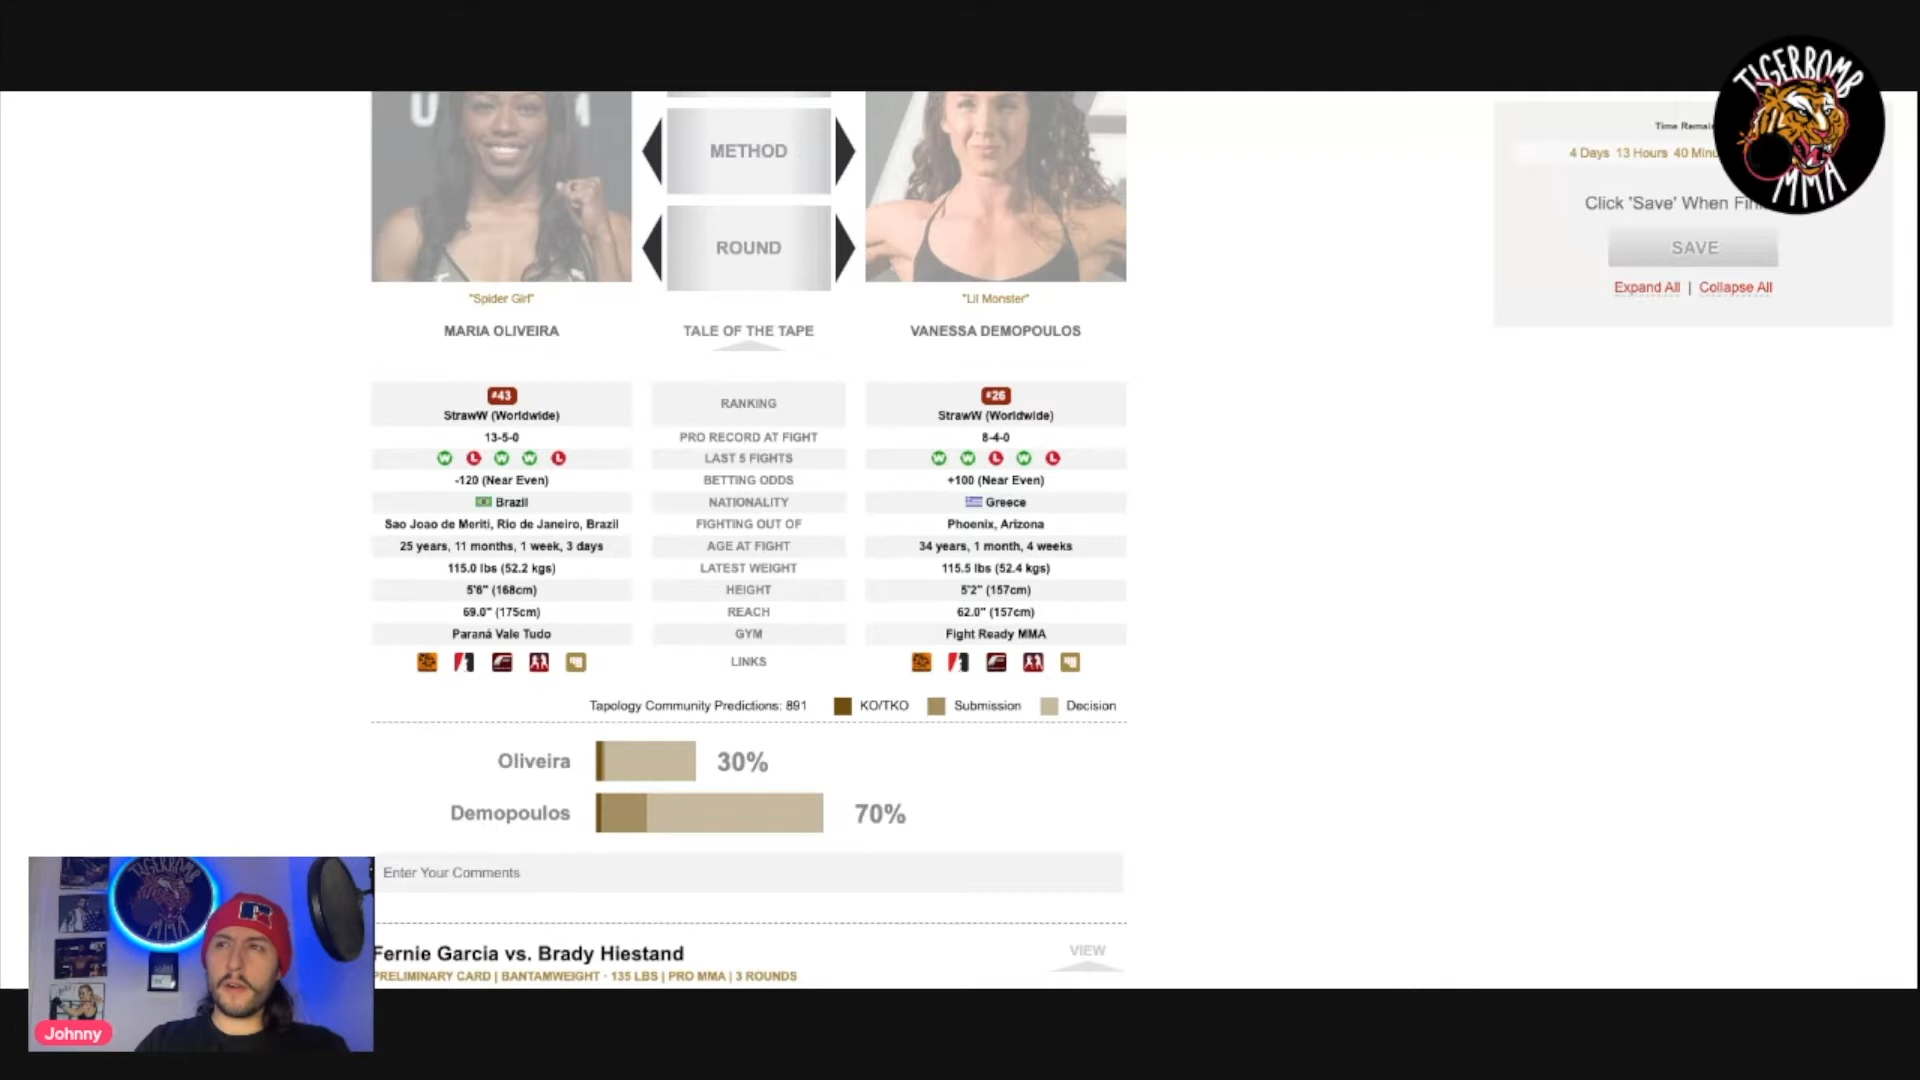 TIGERBOMB
MMA
U
METHOD
ROUND
Time Remai
4 Days 13 Hours 40 Minu
Click 'Save' When Fin
SAVE
Expand All | Collapse All
"Spider Girl"
"Lil Monster"
MARIA OLIVEIRA TALE OF THE TAPE VANESSA DEMOPOULOS
#43 RANKING #26
StrawW (Worldwide) StrawW (Worldwide)
13-5-0 PRO RECORD AT FIGHT 8-4-0
W L W W L LAST 5 FIGHTS W W L W L
-120 (Near Even) BETTING ODDS +100 (Near Even)
Brazil NATIONALITY Greece
Sao Joao de Meriti, Rio de Janeiro, Brazil FIGHTING OUT OF Phoenix, Arizona
25 years, 11 months, 1 week, 3 days AGE AT FIGHT 34 years, 1 month, 4 weeks
115.0 lbs (52.2 kgs) LATEST WEIGHT 115.5 lbs (52.4 kgs)
5'6" (168cm) HEIGHT 5'2" (157cm)
69.0" (175cm) REACH 62.0" (157cm)
Paraná Vale Tudo GYM Fight Ready MMA
LINKS
Tapology Community Predictions: 891 KO/TKO Submission Decision
Oliveira 30%
Demopoulos 70%
Enter Your Comments
Fernie Garcia vs. Brady Hiestand VIEW
PRELIMINARY CARD | BANTAMWEIGHT · 135 LBS | PRO MMA | 3 ROUNDS
TIGERBOMB
MMA
Johnny